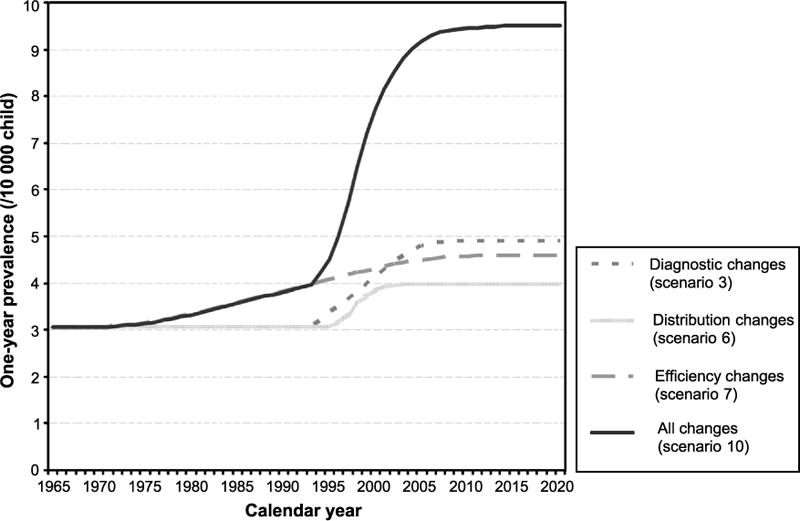 10
9
8
7
6
5
4
3
2
1
0
One-year prevalence (/10 000 child)
1965 1970 1975 1980 1985 1990 1995 2000 2005 2010 2015 2020
Calendar year
Diagnostic changes
(scenario 3)
Distribution changes
(scenario 6)
Efficiency changes
(scenario 7)
All changes
(scenario 10)